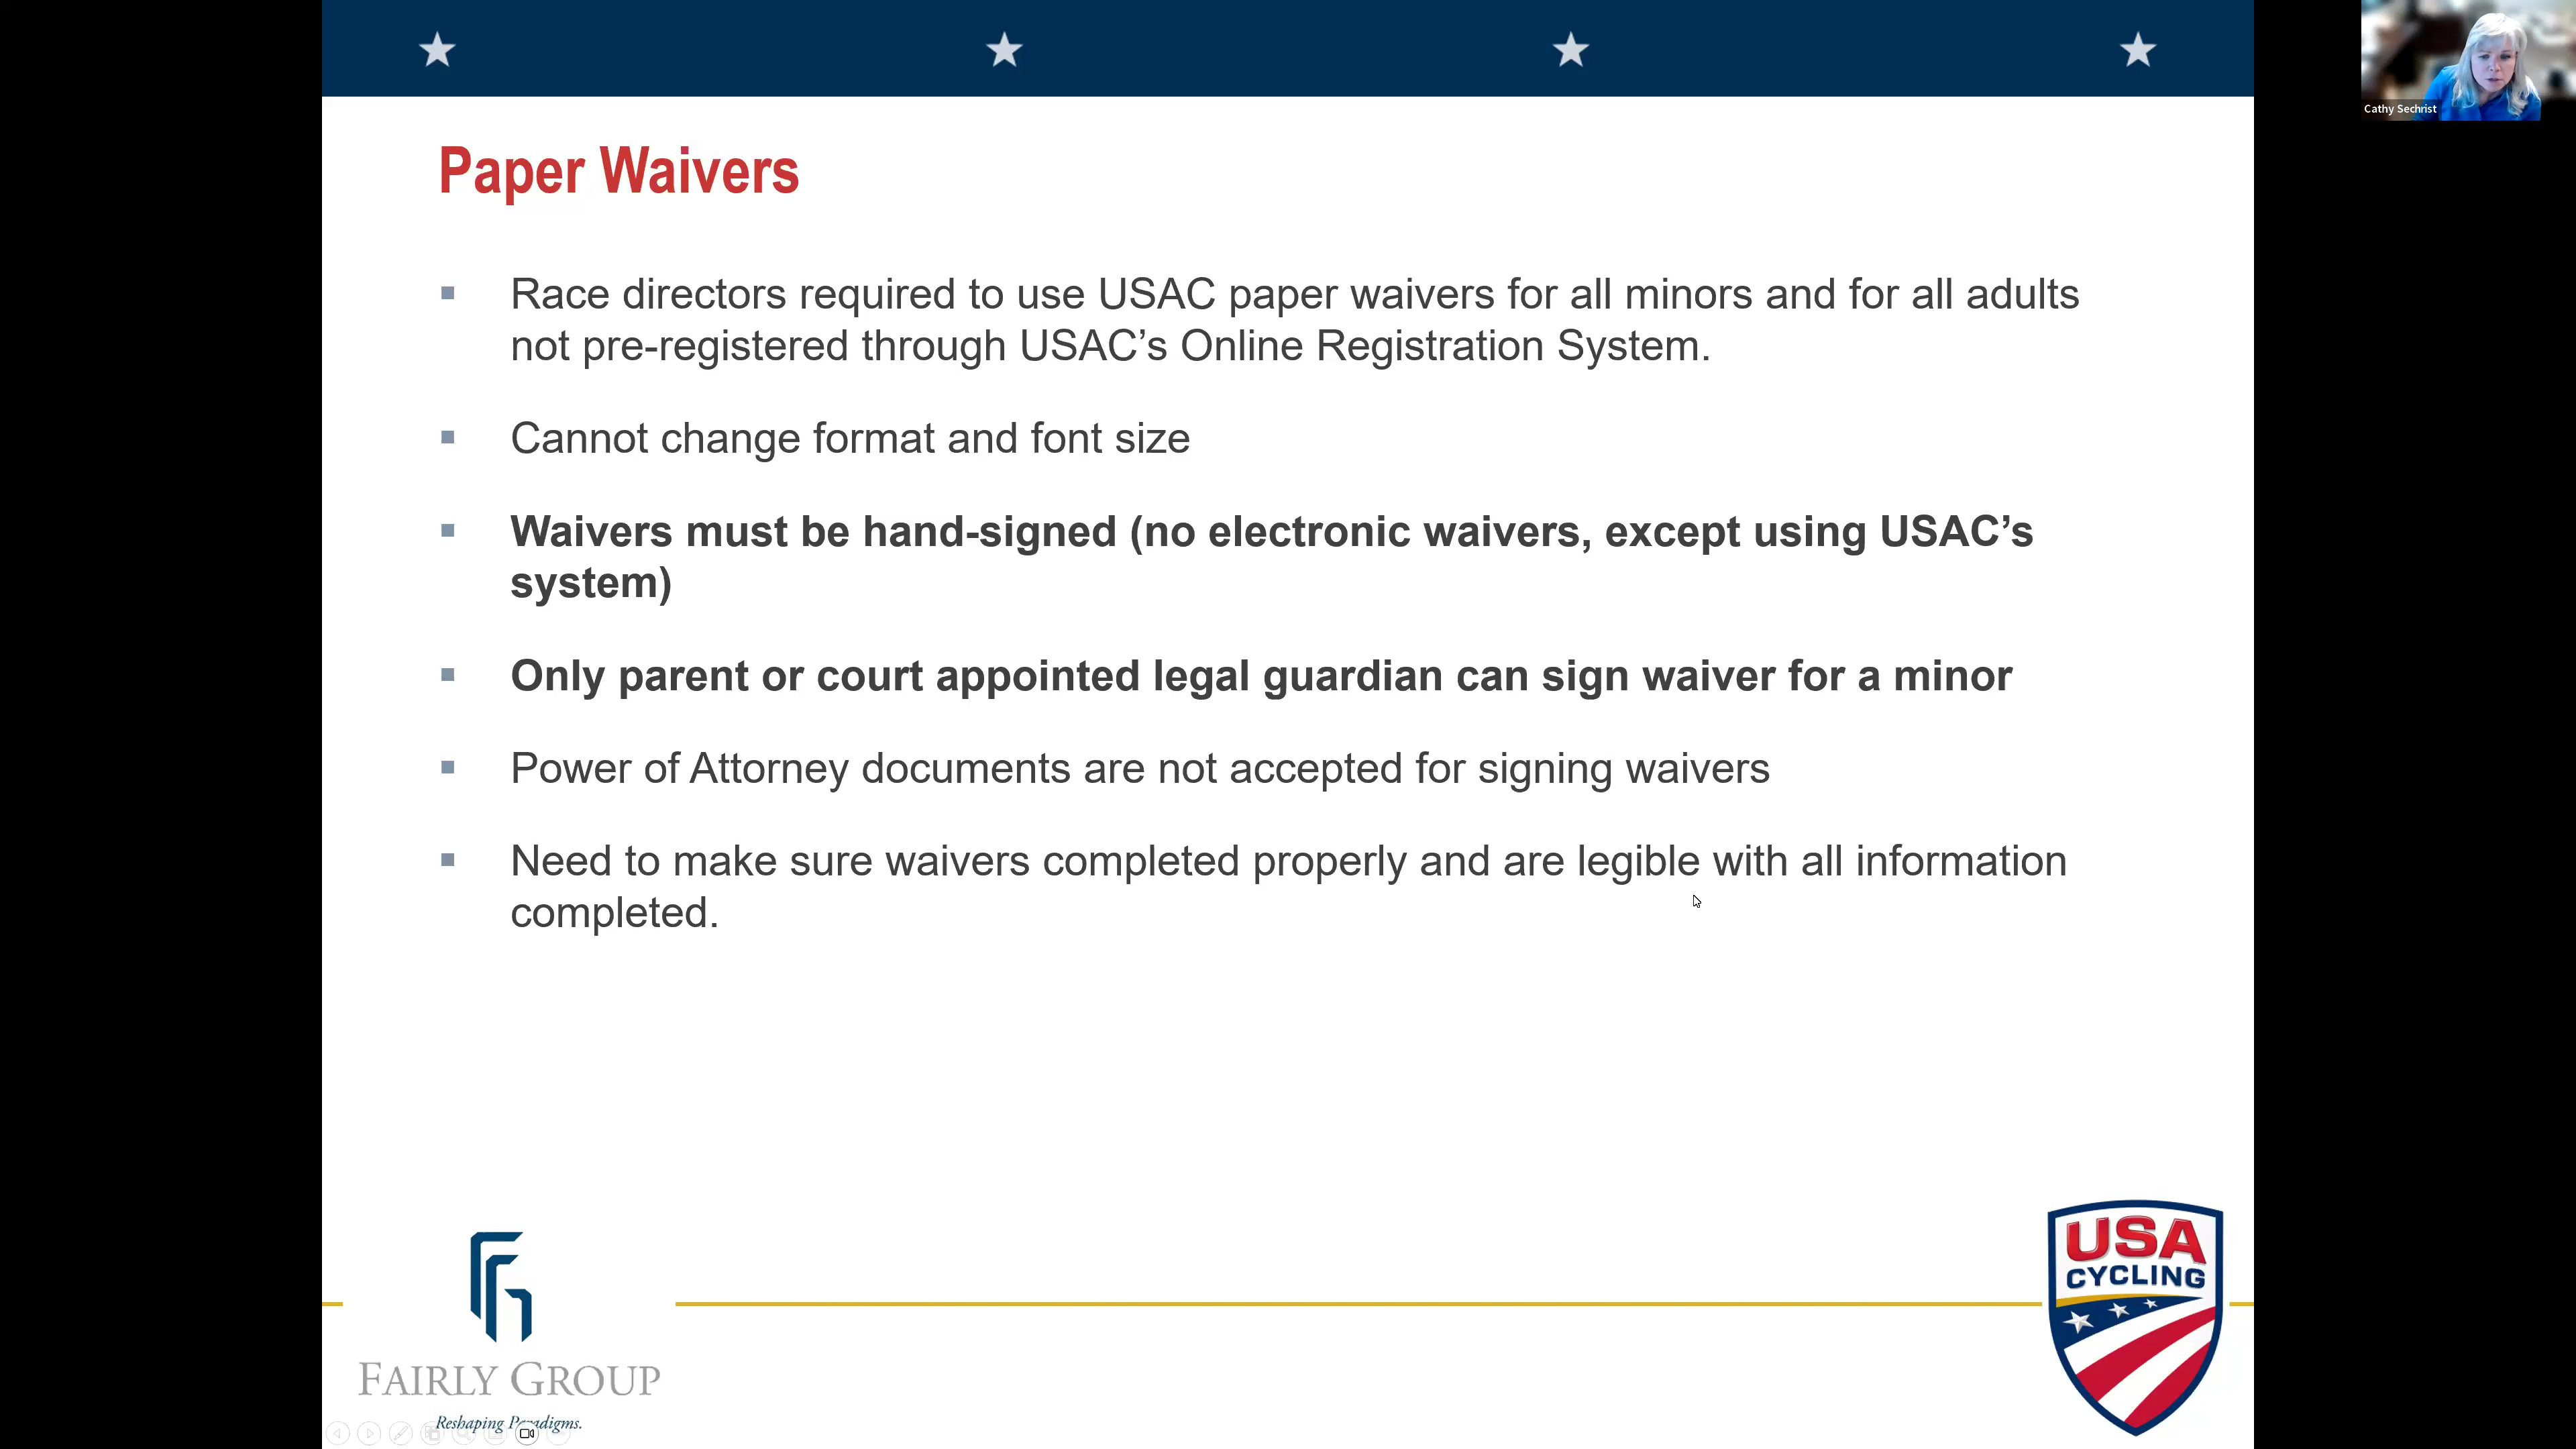 Cathy Sechrist
Paper Waivers
Race directors required to use USAC paper waivers for all minors and for all adults
not pre-registered through USAC’s Online Registration System.
Cannot change format and font size
Waivers must be hand-signed (no electronic waivers, except using USAC’s
system)
Only parent or court appointed legal guardian can sign waiver for a minor
Power of Attorney documents are not accepted for signing waivers
Need to make sure waivers completed properly and are legible with all information
completed.
USA
CYCLING
FAIRLY GROUP
Reshaping Paradigms.